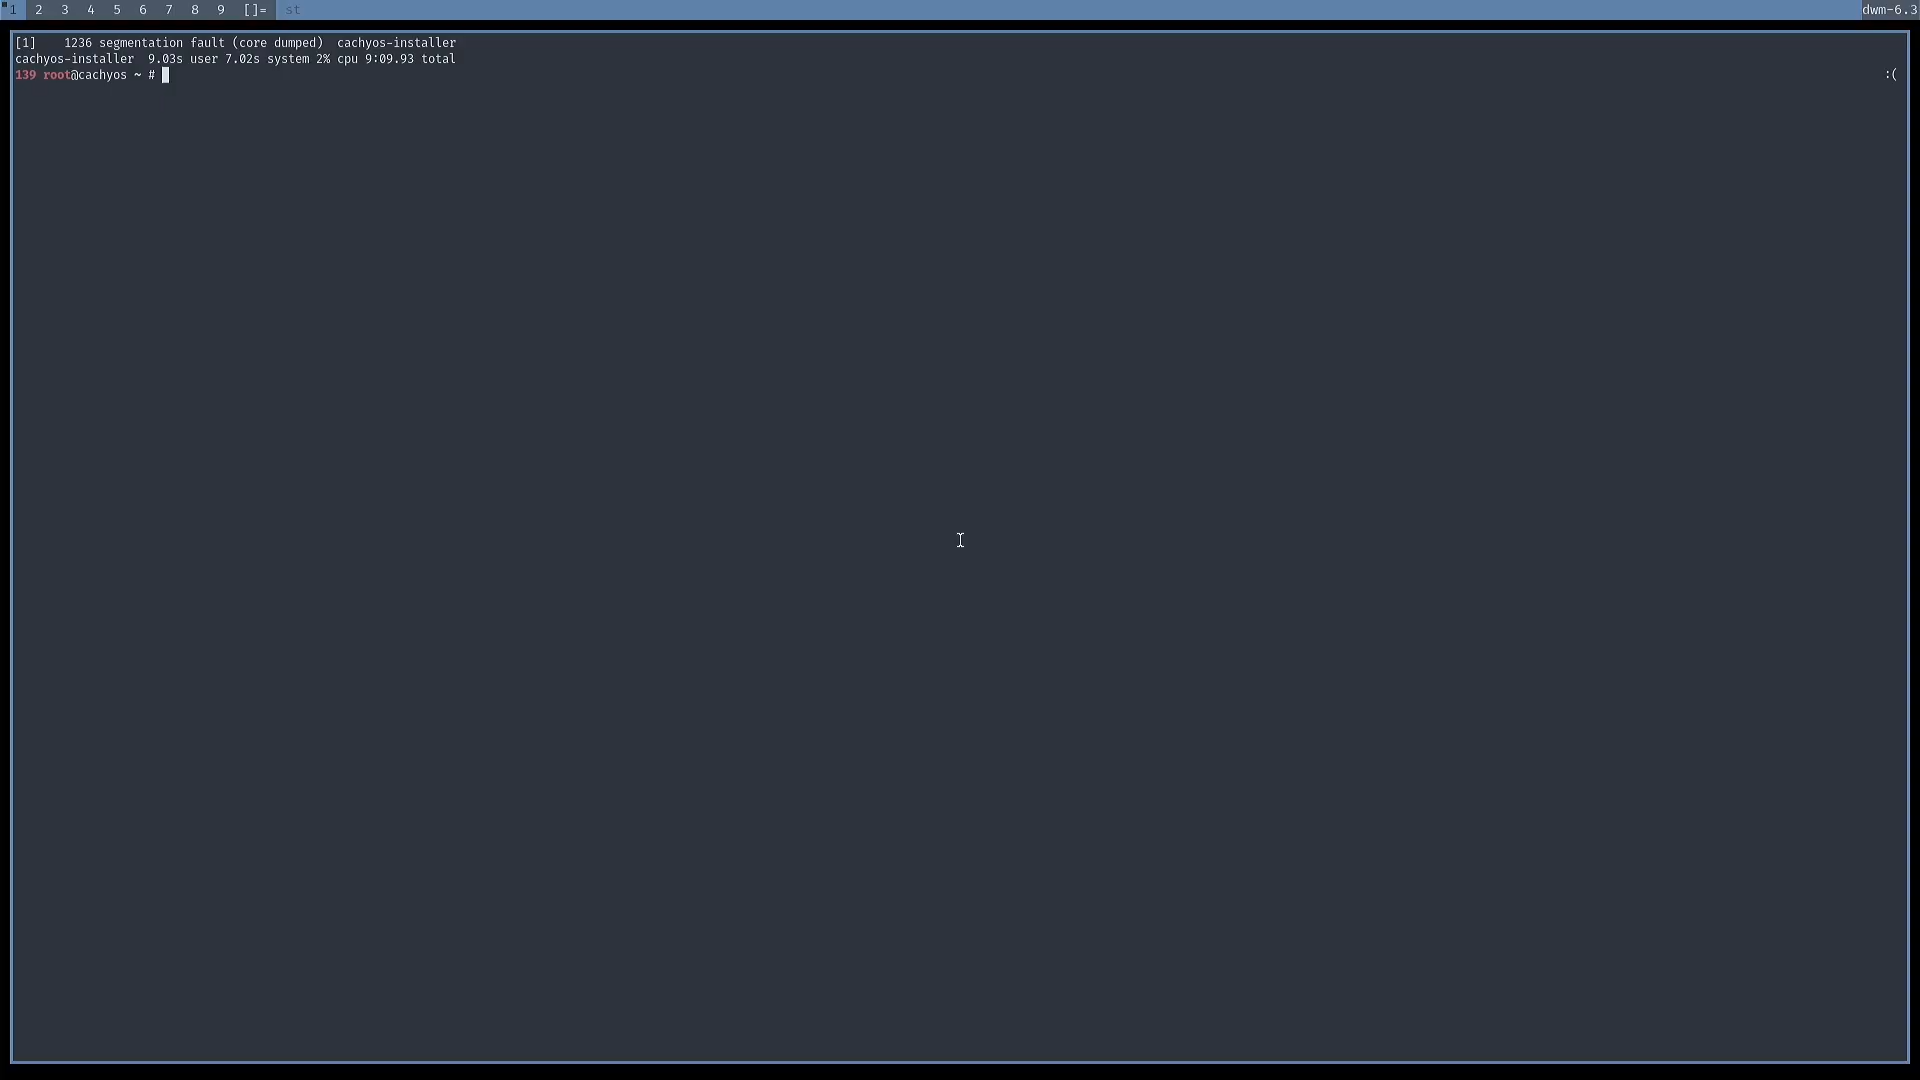 1 2 3 4 5 6 7 8 9 []= st dwm-6.3
[1]    1236 segmentation fault (core dumped)  cachyos-installer
cachyos-installer  9.03s user 7.02s system 2% cpu 9:09.93 total
139 root@cachyos ~ # :(